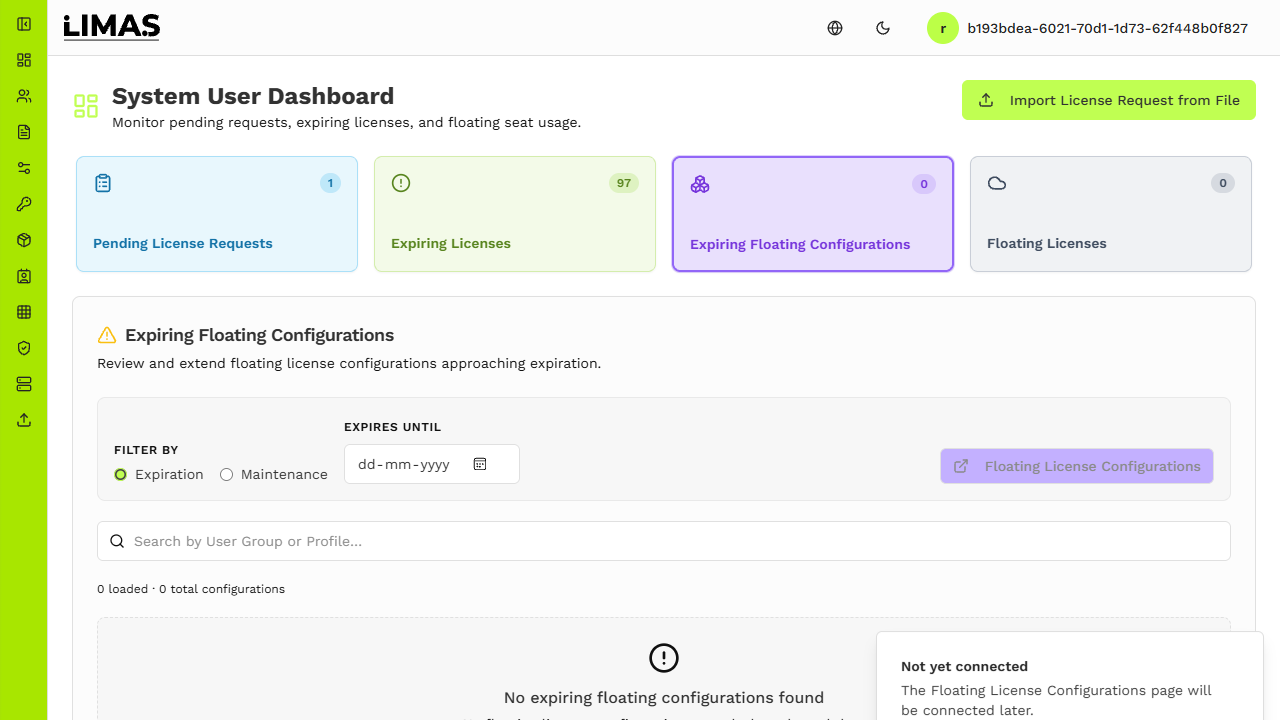 LIMAS
r
b193bdea-6021-70d1-1d73-62f448b0f827
System User Dashboard
Monitor pending requests, expiring licenses, and floating seat usage.
Import License Request from File
1
Pending License Requests
97
Expiring Licenses
0
Expiring Floating Configurations
0
Floating Licenses
Expiring Floating Configurations
Review and extend floating license configurations approaching expiration.
FILTER BY
Expiration
Maintenance
EXPIRES UNTIL
dd-mm-yyyy
Floating License Configurations
Search by User Group or Profile...
0 loaded · 0 total configurations
No expiring floating configurations found
Not yet connected
The Floating License Configurations page will
be connected later.